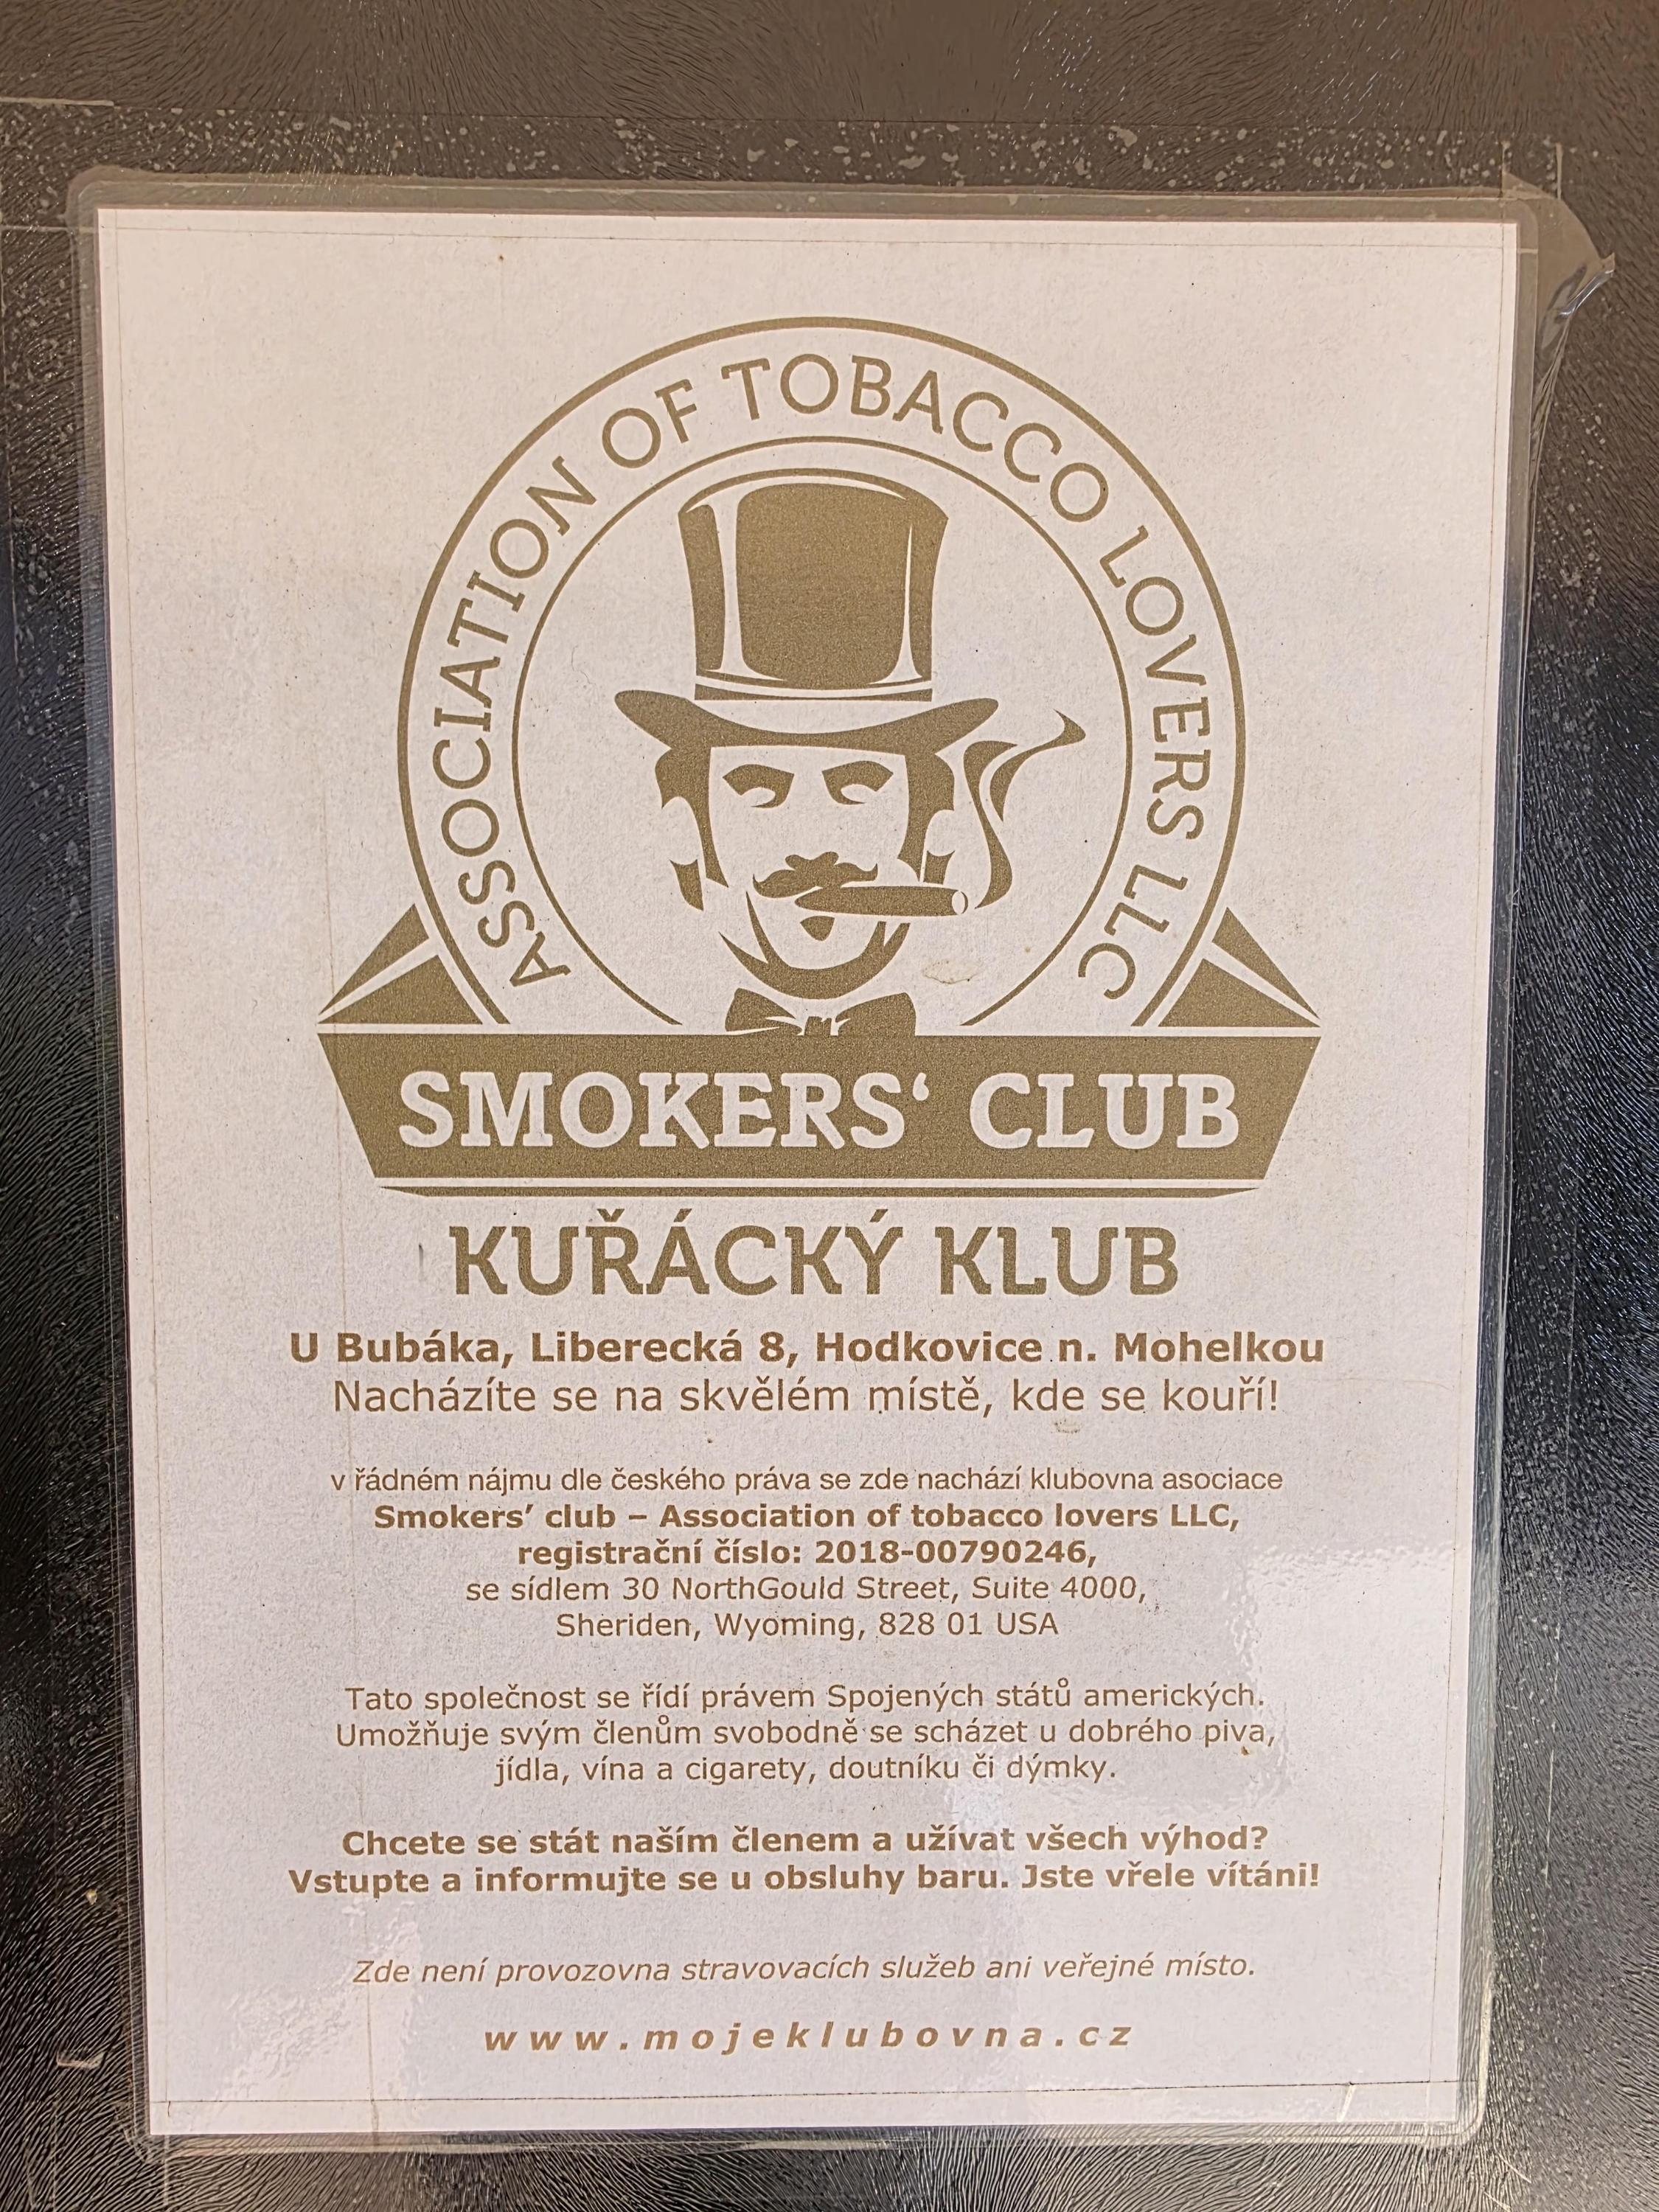 ASSOCIATION OF TOBACCO LOVERS LLC
SMOKERS‘ CLUB
KUŘÁCKÝ KLUB
U Bubáka, Liberecká 8, Hodkovice n. Mohelkou
Nacházíte se na skvělém místě, kde se kouří!
v řádném nájmu dle českého práva se zde nachází klubovna asociace
Smokers’ club – Association of tobacco lovers LLC,
registrační číslo: 2018-00790246,
se sídlem 30 NorthGould Street, Suite 4000,
Sheriden, Wyoming, 828 01 USA
Tato společnost se řídí právem Spojených států amerických.
Umožňuje svým členům svobodně se scházet u dobrého piva,
jídla, vína a cigarety, doutníku či dýmky.
Chcete se stát naším členem a užívat všech výhod?
Vstupte a informujte se u obsluhy baru. Jste vřele vítáni!
Zde není provozovna stravovacích služeb ani veřejné místo.
www.mojeklubovna.cz